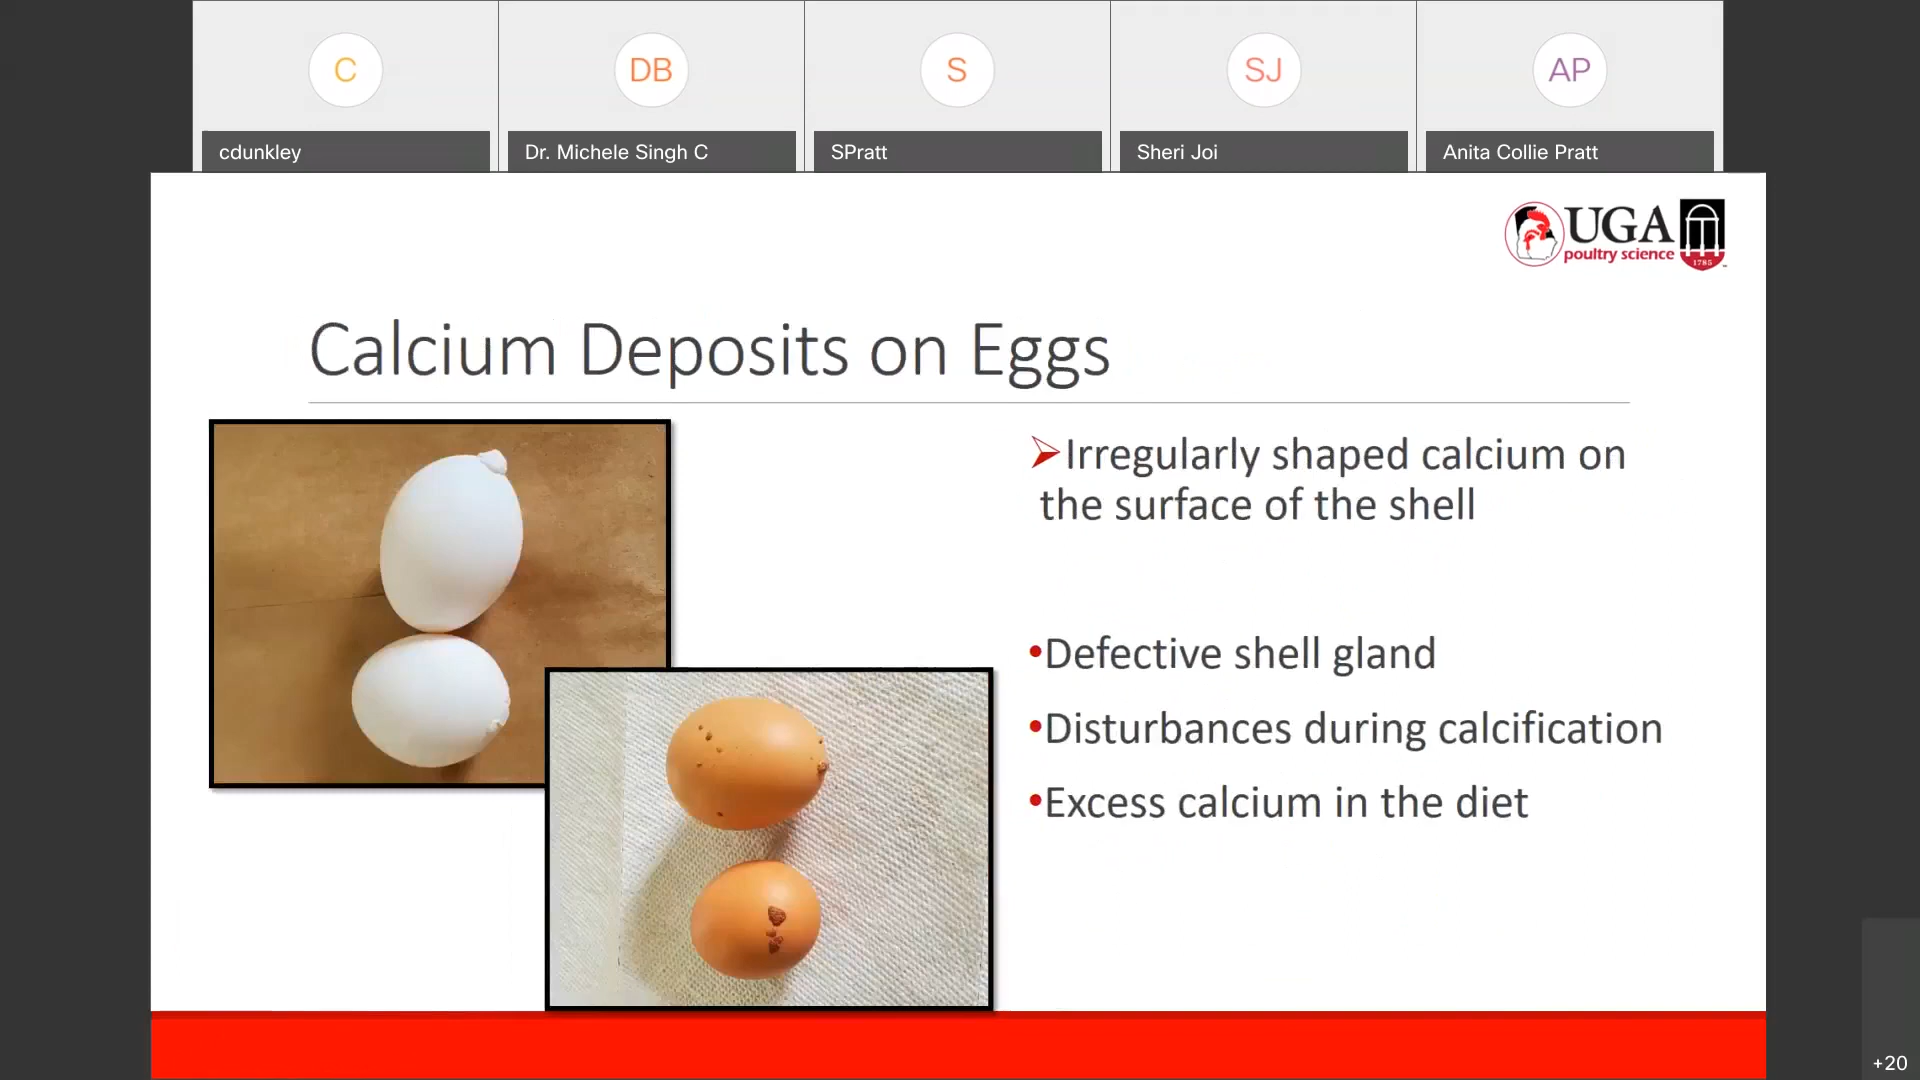 C
DB
S
SJ
AP
cdunkley
Dr. Michele Singh C
SPratt
Sheri Joi
Anita Collie Pratt
UGA
poultry science
1785
Calcium Deposits on Eggs
Irregularly shaped calcium on
the surface of the shell
•Defective shell gland
•Disturbances during calcification
•Excess calcium in the diet
+20